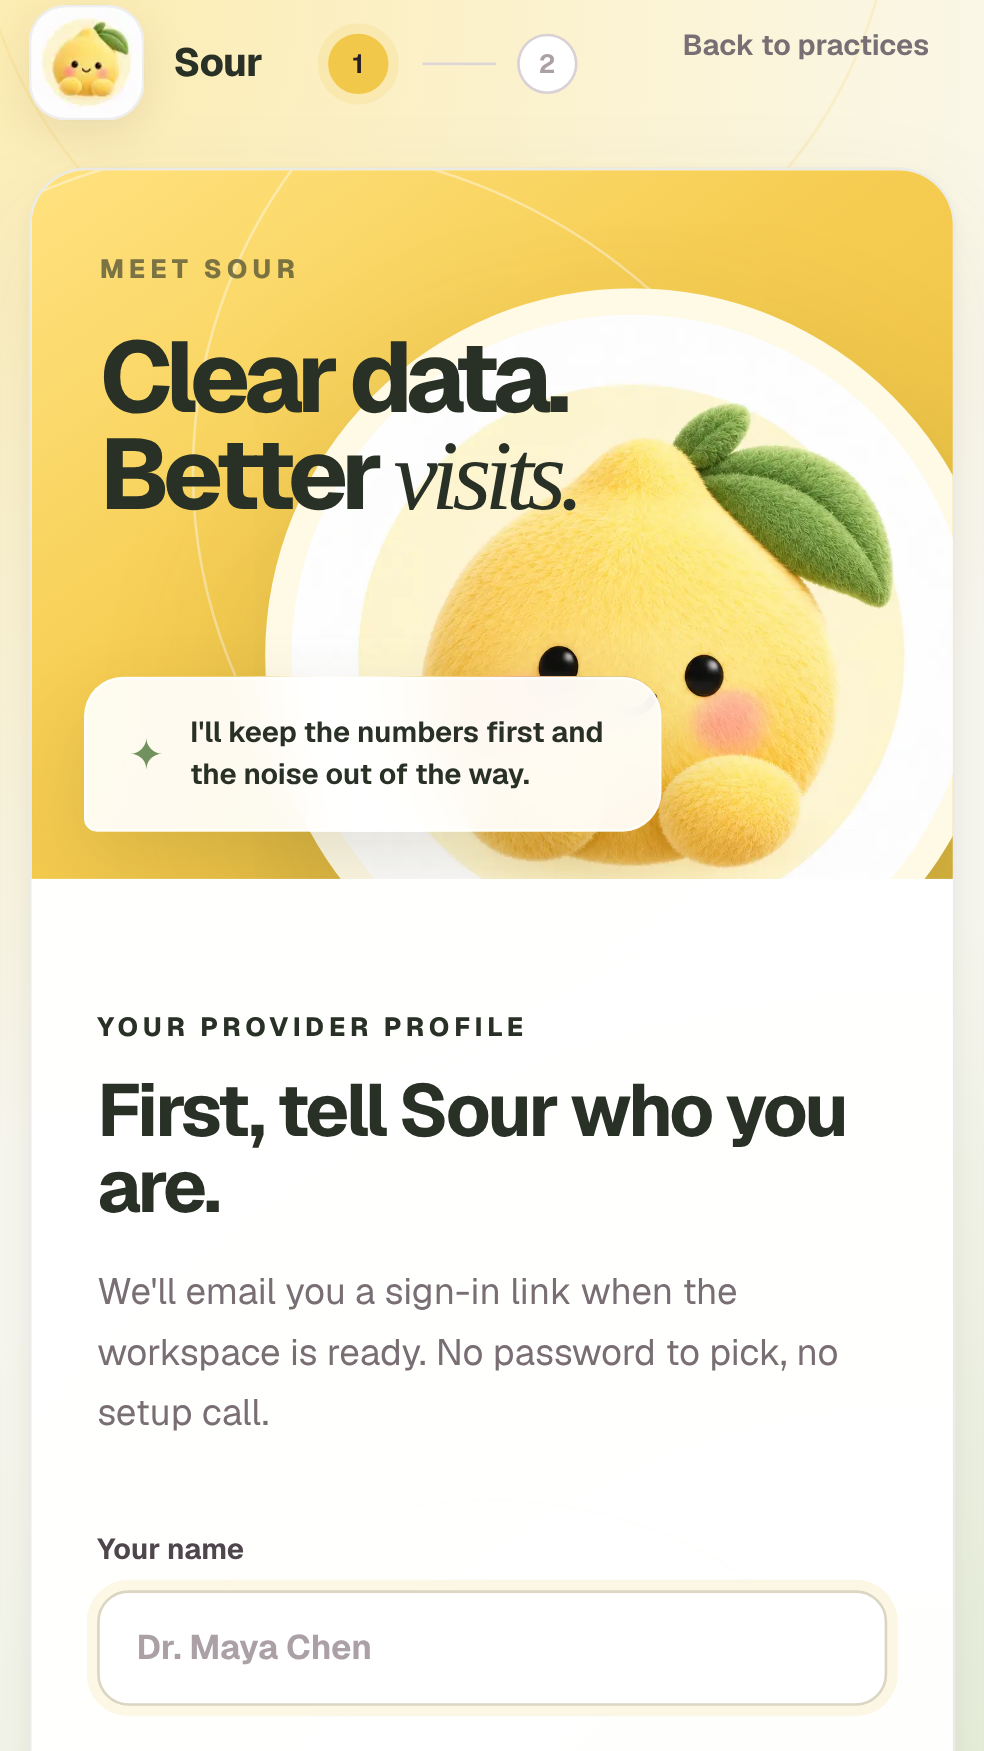 Sour
1
2
Back to practices
MEET SOUR
Clear data.
Better visits.
I'll keep the numbers first and
the noise out of the way.
YOUR PROVIDER PROFILE
First, tell Sour who you
are.
We'll email you a sign-in link when the
workspace is ready. No password to pick, no
setup call.
Your name
Dr. Maya Chen